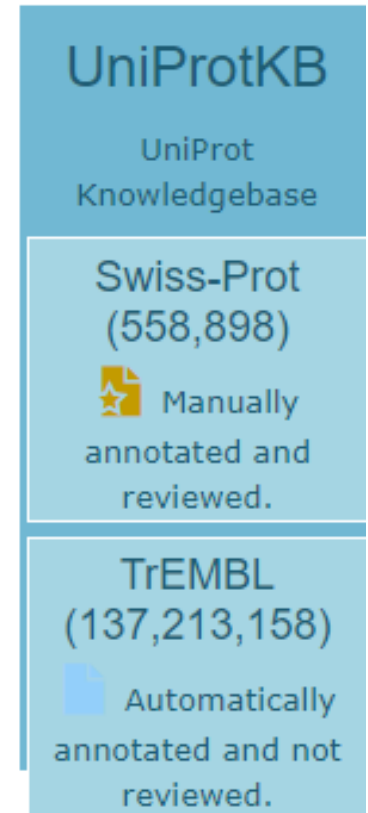 UniProtKB
UniProt
Knowledgebase
Swiss-Prot
(558,898)
Manually
annotated and
reviewed.
TrEMBL
(137,213,158)
Automatically
annotated and not
reviewed.